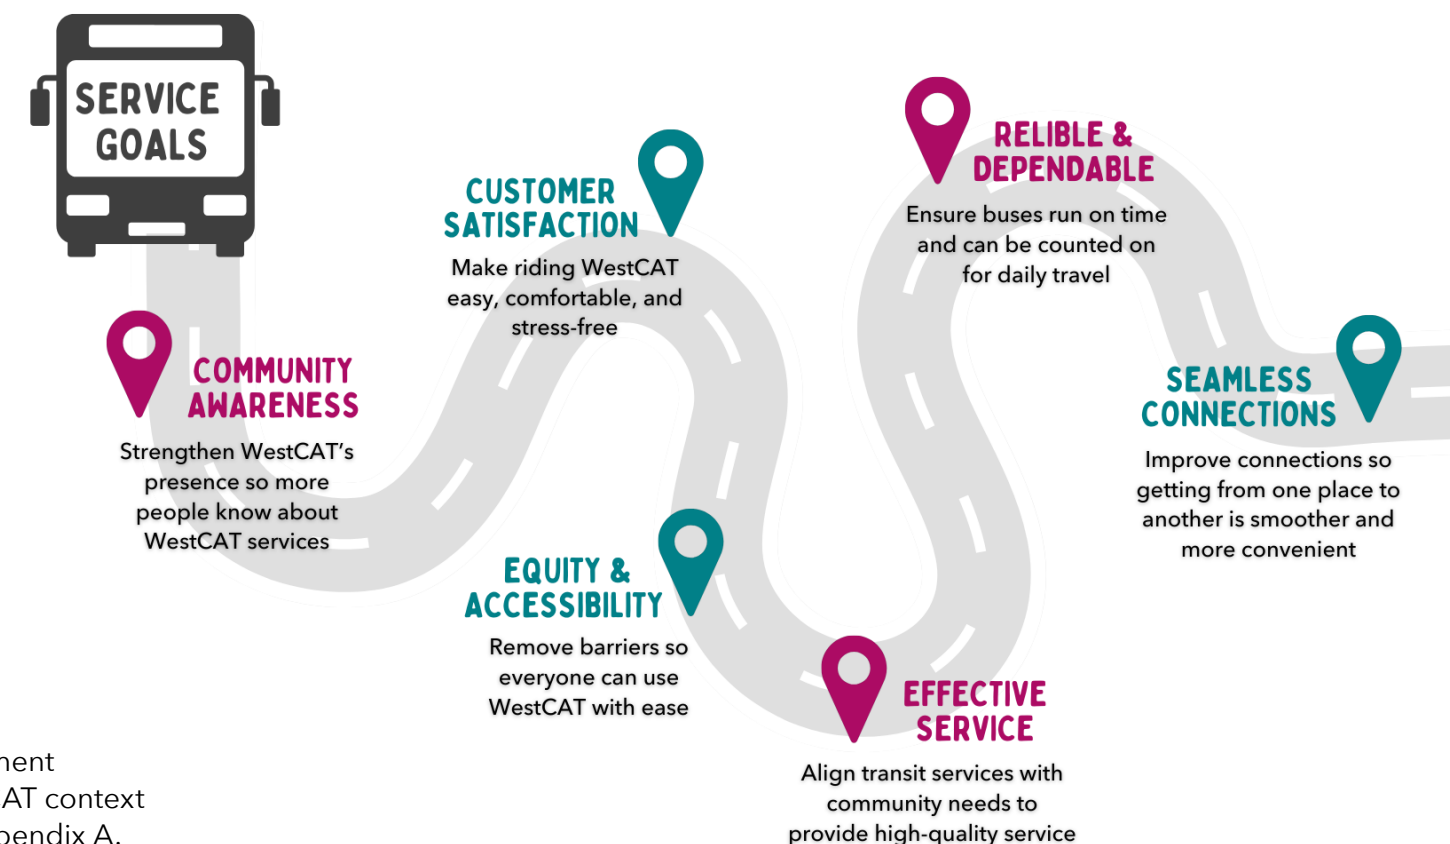 SERVICE
GOALS
COMMUNITY
AWARENESS
Strengthen WestCAT's
presence so more
people know about
WestCAT services
CUSTOMER
SATISFACTION
Make riding WestCAT
easy, comfortable, and
stress-free
EQUITY &
ACCESSIBILITY
Remove barriers so
everyone can use
WestCAT with ease
EFFECTIVE
SERVICE
Align transit services with
community needs to
provide high-quality service
RELIBLE &
DEPENDABLE
Ensure buses run on time
and can be counted on
for daily travel
SEAMLESS
CONNECTIONS
Improve connections so
getting from one place to
another is smoother and
more convenient
context
A.